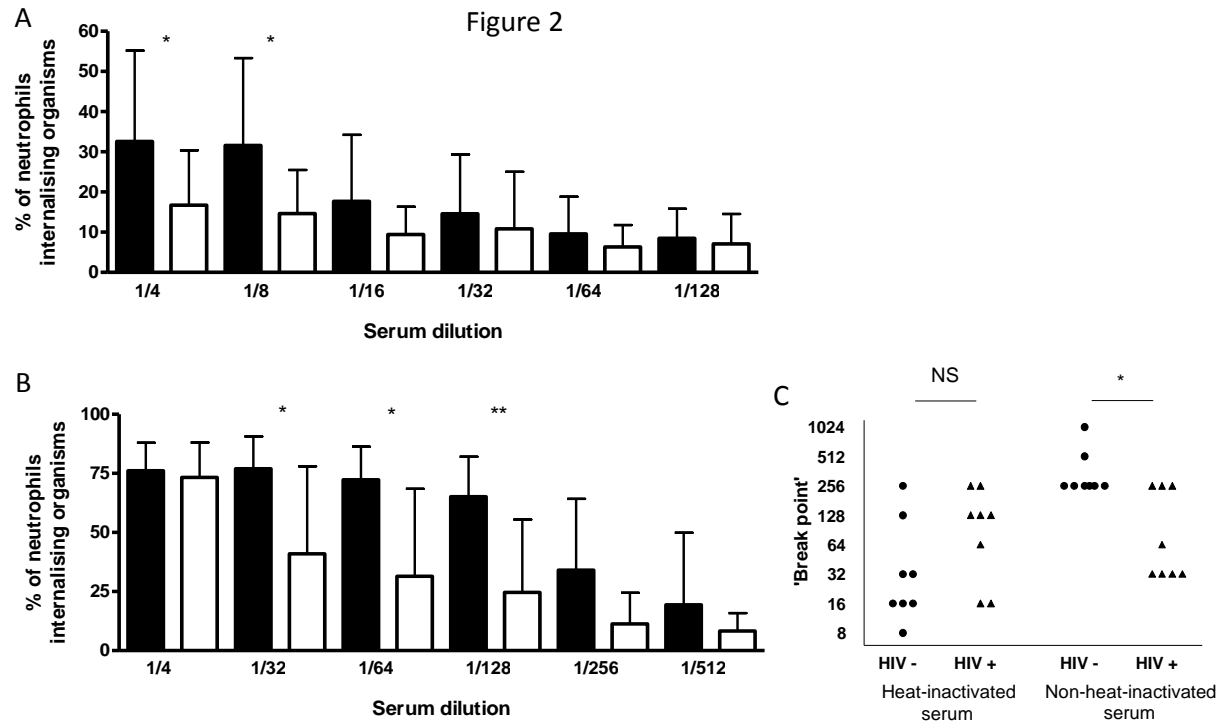 Figure 2
A
% of neutrophils
internalising organisms
60
50
40
30
20
10
0
*
*
1/4
1/8
1/16
1/32
1/64
1/128
Serum dilution
B
% of neutrophils
internalising organisms
100
75
50
25
0
*
*
**
1/4
1/32
1/64
1/128
1/256
1/512
Serum dilution
C
NS
*
'Break point'
1024
512
256
128
64
32
16
8
HIV -
HIV +
HIV -
HIV +
Heat-inactivated
serum
Non-heat-inactivated
serum